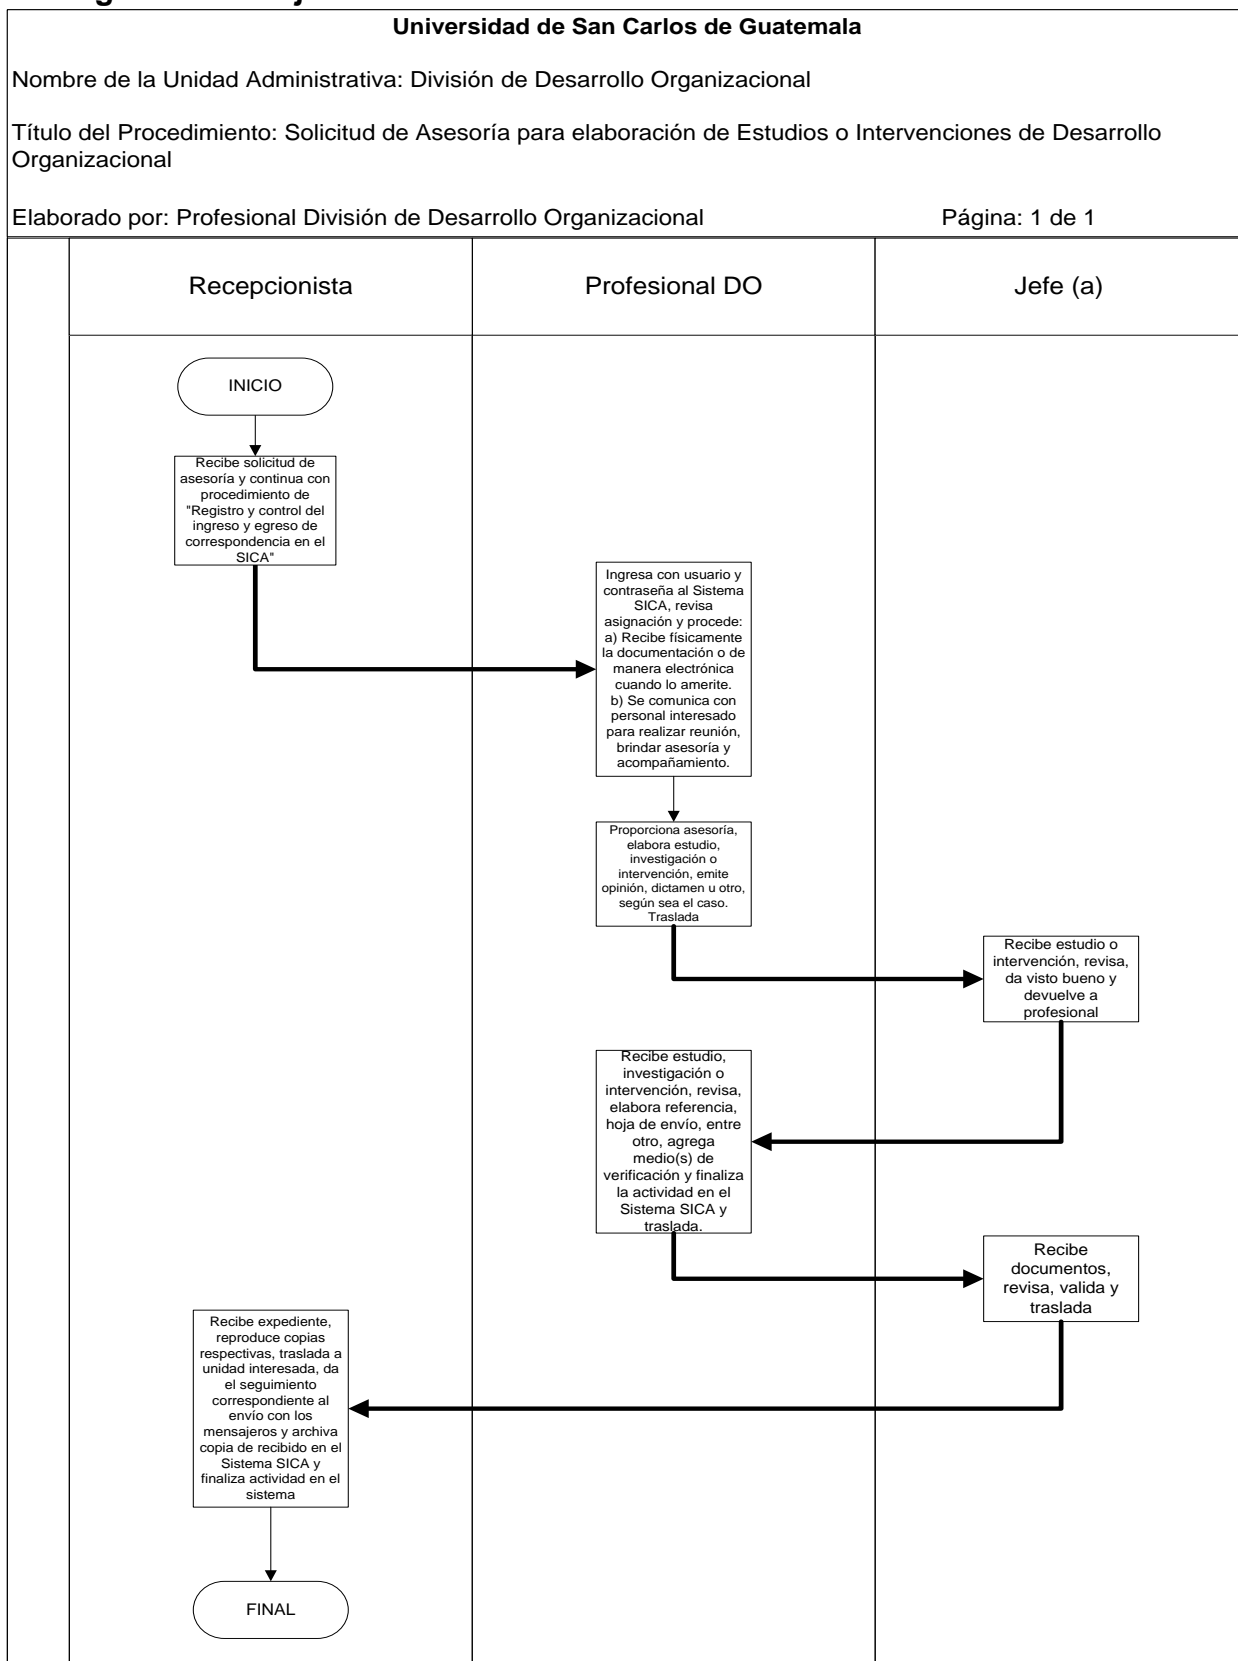 Universidad de San Carlos de Guatemala
Nombre de la Unidad Administrativa: División de Desarrollo Organizacional
Título del Procedimiento: Solicitud de Asesoría para elaboración de Estudios o Intervenciones de Desarrollo
Organizacional
Elaborado por: Profesional División de Desarrollo Organizacional
Página: 1 de 1
Recepcionista
Profesional DO
Jefe (a)
INICIO
Recibe solicitud de
asesoría y continua con
procedimiento de
"Registro y control del
ingreso y egreso de
correspondencia en el
SICA"
Ingresa con usuario y
contraseña al Sistema
SICA, revisa
asignación y procede:
a) Recibe físicamente
la documentación o de
manera electrónica
cuando lo amerite.
b) Se comunica con
personal interesado
para realizar reunión,
brindar asesoría y
acompañamiento.
Proporciona asesoría,
elabora estudio,
investigación o
intervención, emite
opinión, dictamen u otro,
según sea el caso.
Traslada
Recibe estudio o
intervención, revisa,
da visto bueno y
devuelve a
profesional
Recibe estudio,
investigación o
intervención, revisa,
elabora referencia,
hoja de envío, entre
otro, agrega
medio(s) de
verificación y finaliza
la actividad en el
Sistema SICA y
traslada.
Recibe
documentos,
revisa, valida y
traslada
Recibe expediente,
reproduce copias
respectivas, traslada a
unidad interesada, da
el seguimiento
correspondiente al
envío con los
mensajeros y archiva
copia de recibido en el
Sistema SICA y
finaliza actividad en el
sistema
FINAL